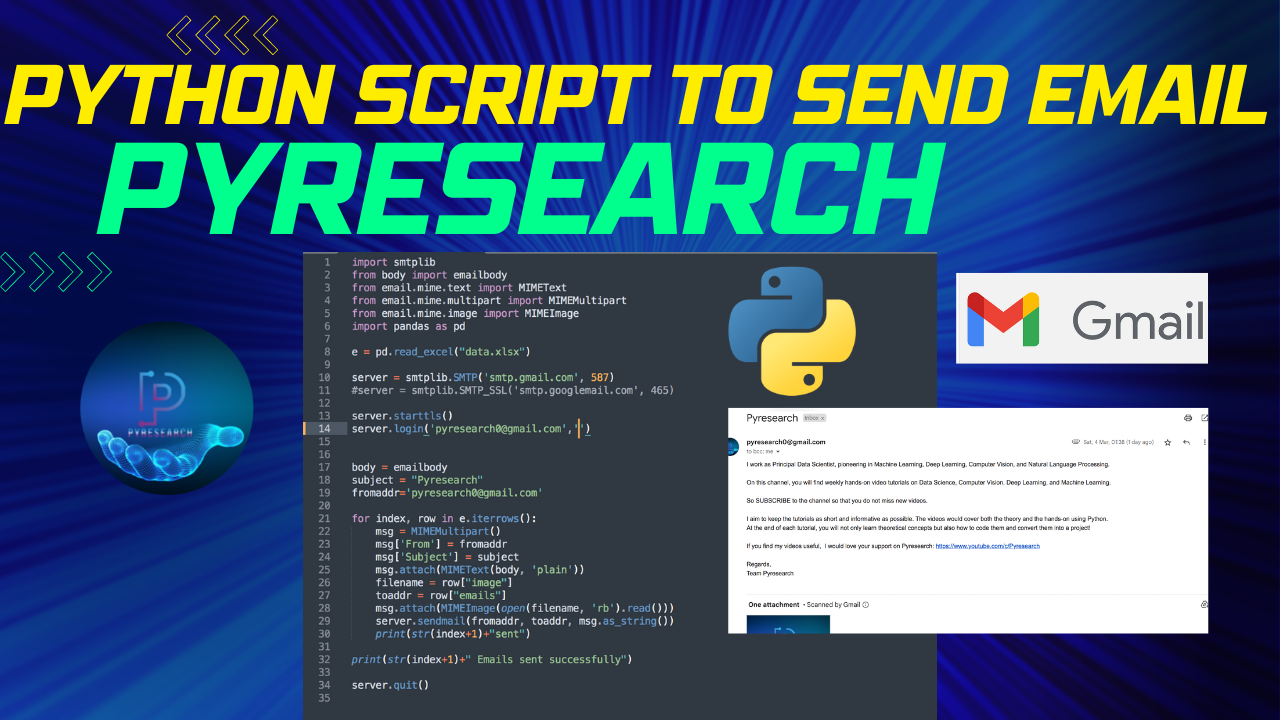 PYTHON SCRIPT TO SEND EMAIL
PYRESEARCH
PYRESEARCH
1 import smtplib
2 from body import emailbody
3 from email.mime.text import MIMEText
4 from email.mime.multipart import MIMEMultipart
5 from email.mime.image import MIMEImage
6 import pandas as pd
7
8 e = pd.read_excel("data.xlsx")
9
10 server = smtplib.SMTP('smtp.gmail.com', 587)
11 #server = smtplib.SMTP_SSL('smtp.googlemail.com', 465)
12
13 server.starttls()
14 server.login('pyresearch0@gmail.com','')
15
16
17 body = emailbody
18 subject = "Pyresearch"
19 fromaddr='pyresearch0@gmail.com'
20
21 for index, row in e.iterrows():
22 msg = MIMEMultipart()
23 msg['From'] = fromaddr
24 msg['Subject'] = subject
25 msg.attach(MIMEText(body, 'plain'))
26 filename = row["image"]
27 toaddr = row["emails"]
28 msg.attach(MIMEImage(open(filename, 'rb').read()))
29 server.sendmail(fromaddr, toaddr, msg.as_string())
30 print(str(index+1)+"sent")
31
32 print(str(index+1)+" Emails sent successfully")
33
34 server.quit()
35
Gmail
Pyresearch Inbox x
pyresearch0@gmail.com Sat, 4 Mar, 01:38 (1 day ago)
to bcc: me
I work as Principal Data Scientist, pioneering in Machine Learning, Deep Learning, Computer Vision, and Natural Language Processing.
On this channel, you will find weekly hands-on video tutorials on Data Science, Computer Vision, Deep Learning, and Machine Learning.
So SUBSCRIBE to the channel so that you do not miss new videos.
I aim to keep the tutorials as short and informative as possible. The videos would cover both the theory and the hands-on using Python.
At the end of each tutorial, you will not only learn theoretical concepts but also how to code them and convert them into a project!
If you find my videos useful, I would love your support on Pyresearch: https://www.youtube.com/c/Pyresearch
Regards,
Team Pyresearch
One attachment • Scanned by Gmail